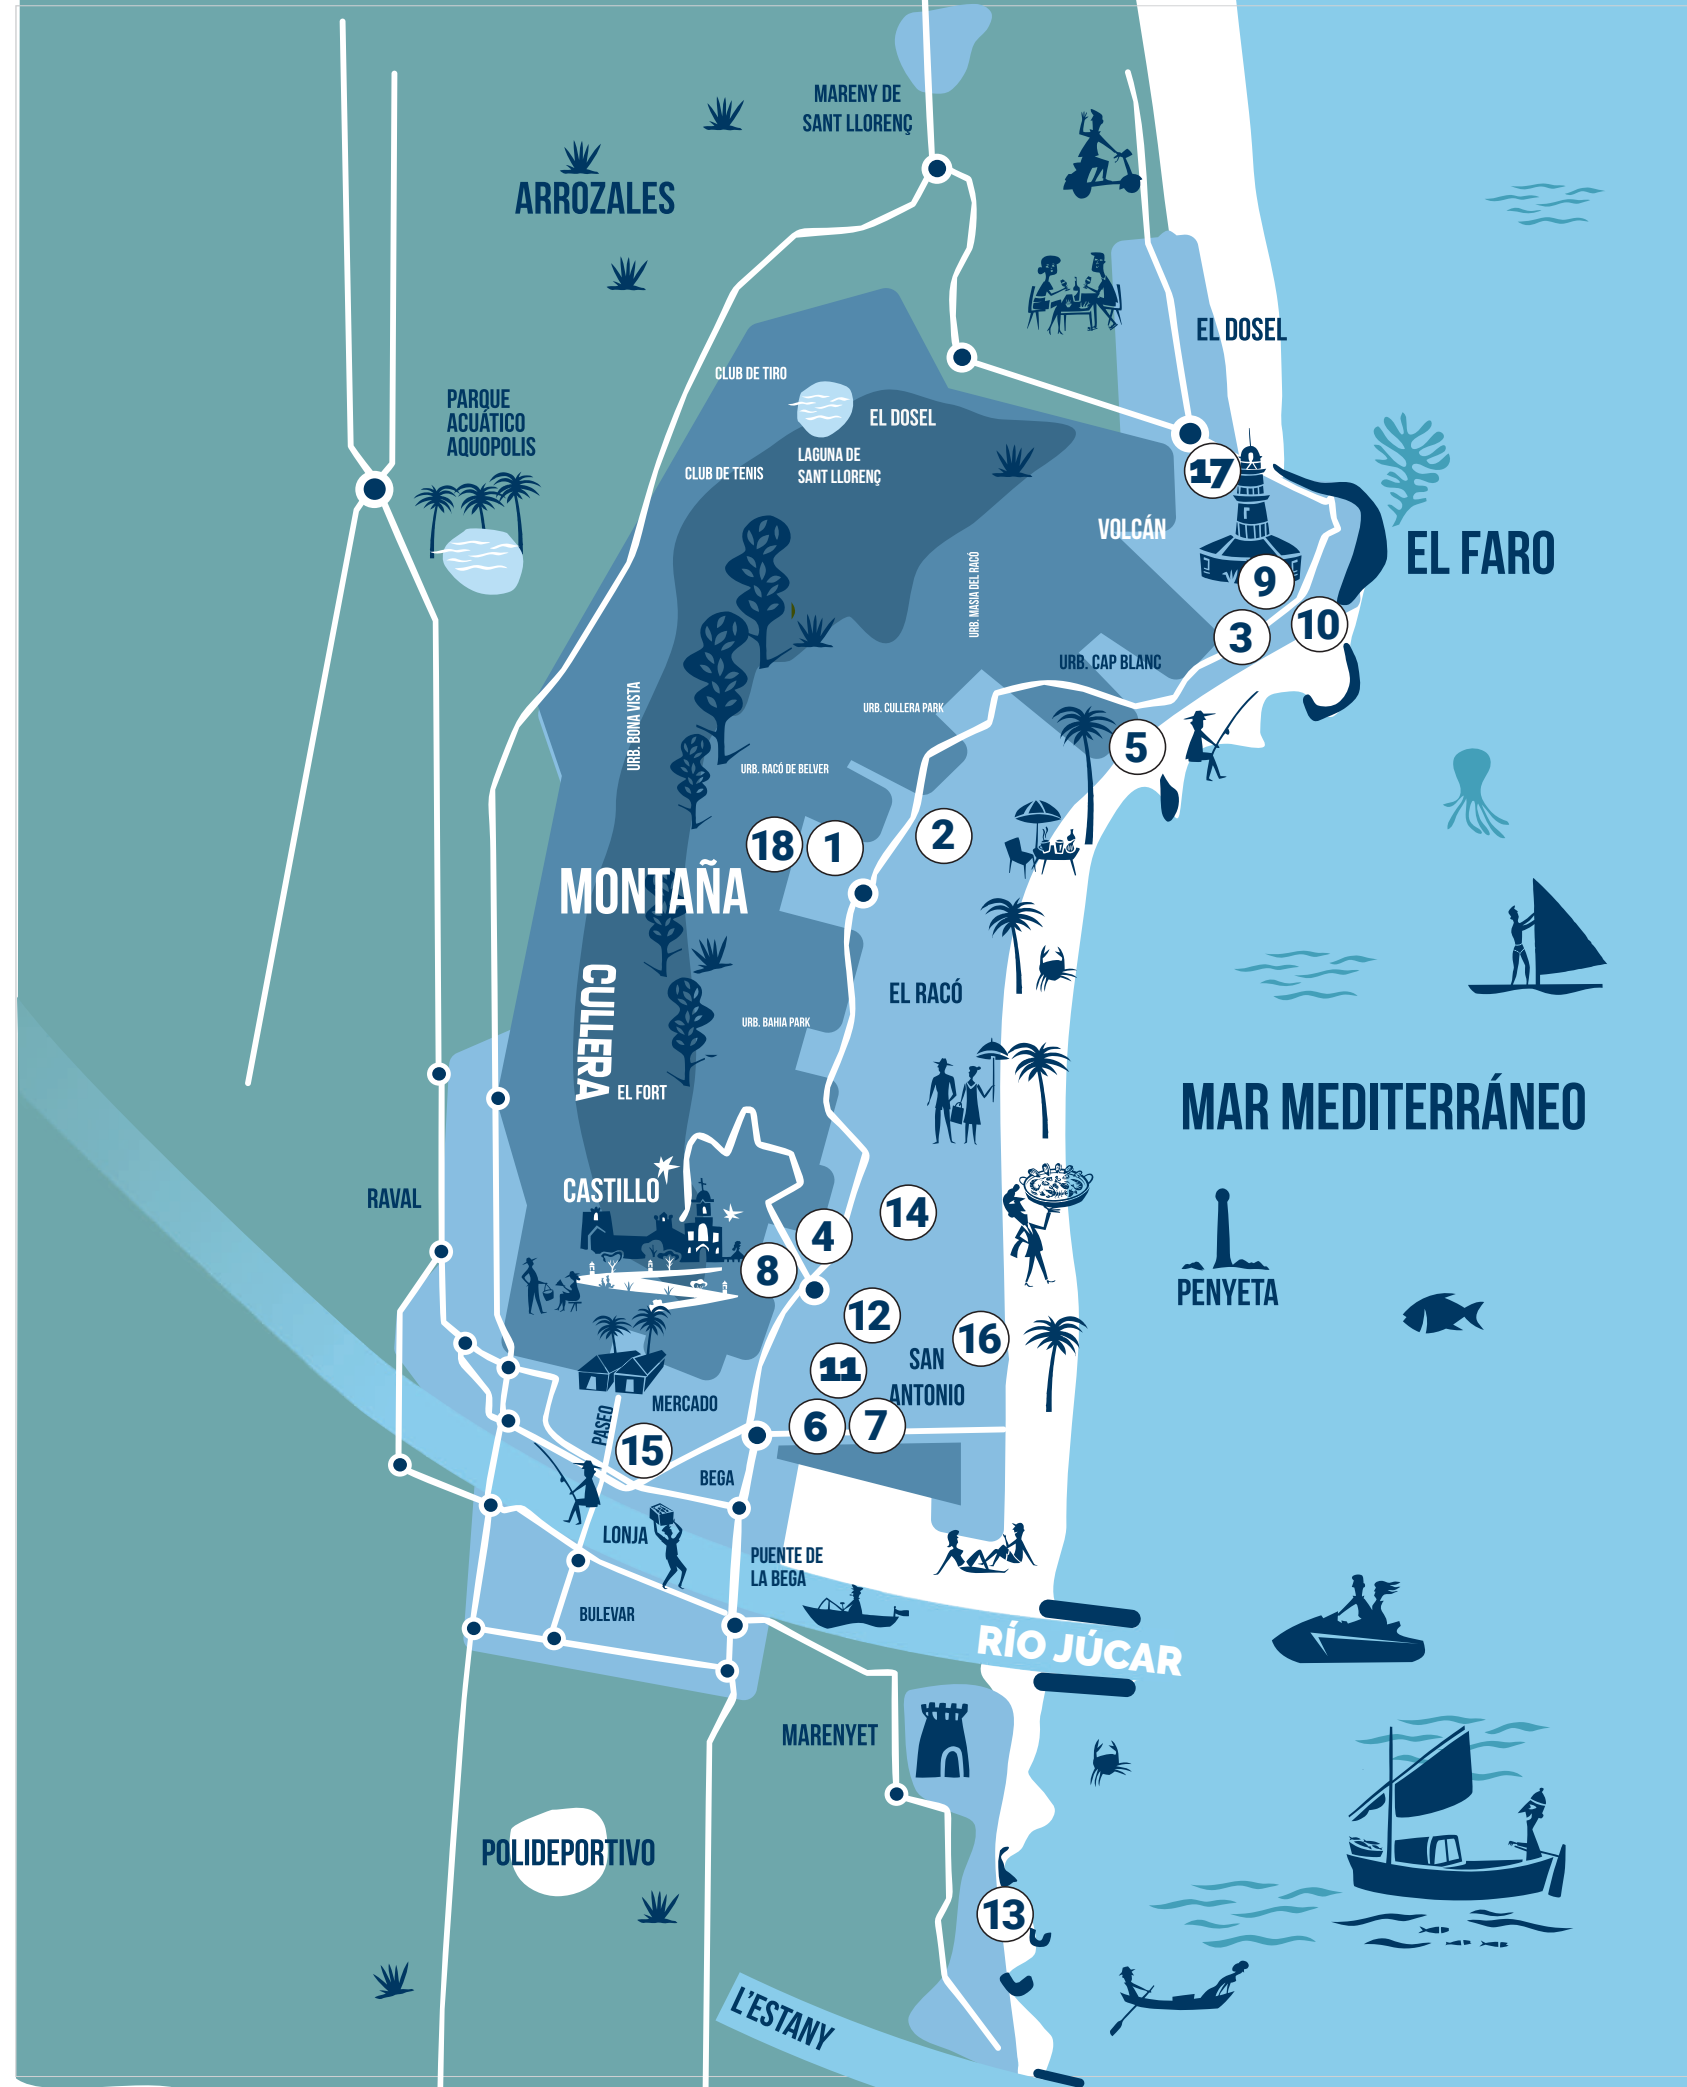 MARENY DE
SANT LLORENÇ
ARROZALES
EL DOSEL
CLUB DE TIRO
PARQUE
ACUÁTICO
AQUOPOLIS
EL DOSEL
LAGUNA DE
SANT LLORENÇ
CLUB DE TENIS
17
VOLCÁN
EL FARO
9
URB. MASIA DEL RACÓ
3
10
URB. CAP BLANC
URB. BONA VISTA
URB. CULLERA PARK
5
URB. RACÓ DE BELVER
18
1
2
MONTAÑA
CULLERA
EL RACÓ
URB. BAHIA PARK
EL FORT
MAR MEDITERRÁNEO
RAVAL
CASTILLO
14
4
8
PENYETA
12
16
11
SAN
ANTONIO
MERCADO
PASEO
6
7
15
BEGA
LONJA
PUENTE DE
LA BEGA
BULEVAR
RÍO JÚCAR
MARENYET
POLIDEPORTIVO
13
L'ESTANY